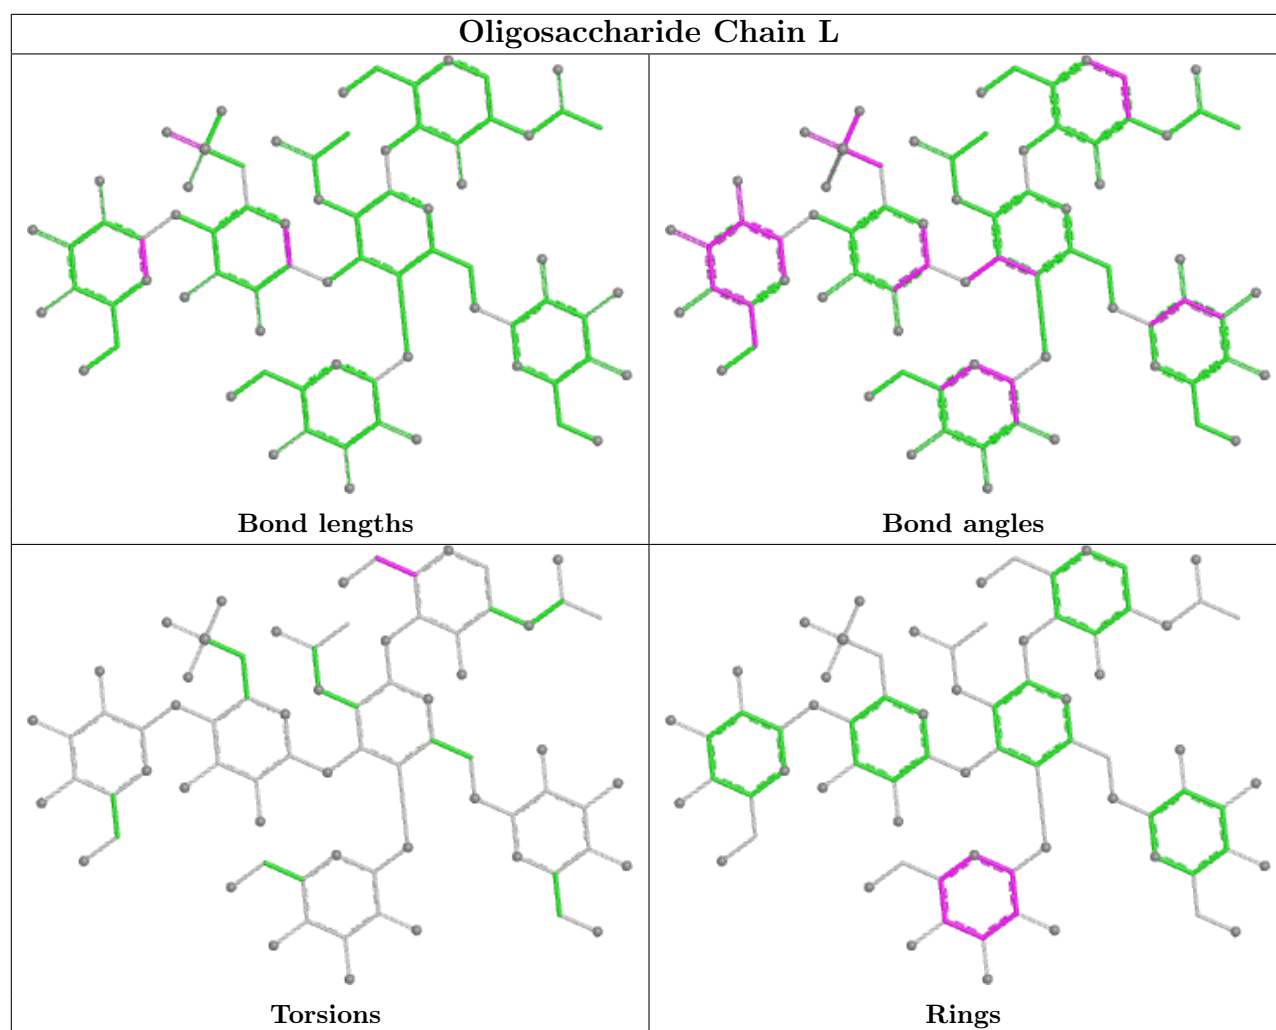 Oligosaccharide Chain L
Bond lengths
Bond angles
Torsions
Rings